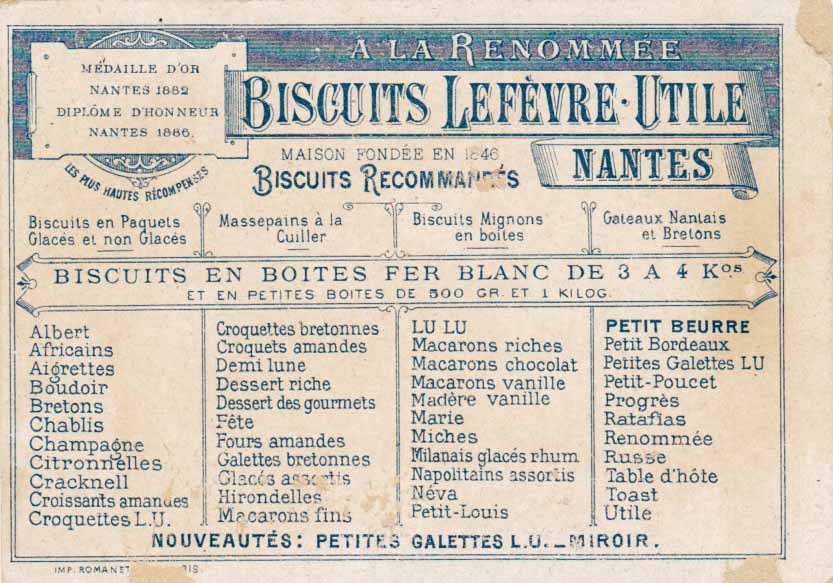 A LA RENOMMÉE
MÉDAILLE D'OR
NANTES 1882
DIPLÔME D'HONNEUR
NANTES 1886.
LES PLUS HAUTES RÉCOMPENSES
BISCUITS LEFÈVRE-UTILE
MAISON FONDÉE EN 1846
NANTES
BISCUITS RECOMMANDÉS
Biscuits en Paquets
Glacés et non Glacés
Massepains à la
Cuiller
Biscuits Mignons
en boites
Gateaux Nantais
et Bretons
BISCUITS EN BOITES FER BLANC DE 3 A 4 KOS
ET EN PETITES BOITES DE 500 GR. ET 1 KILOG.
Albert
Africains
Aigrettes
Boudoir
Bretons
Chablis
Champagne
Citronnelles
Cracknell
Croissants amandes
Croquettes L.U.
Croquettes bretonnes
Croquets amandes
Demi lune
Dessert riche
Dessert des gourmets
Fête
Fours amandes
Galettes bretonnes
Glacés assortis
Hirondelles
Macarons fins
LU LU
Macarons riches
Macarons chocolat
Macarons vanille
Madère vanille
Marie
Miches
Milanais glacés rhum
Napolitains assortis
Néva
Petit-Louis
PETIT BEURRE
Petit Bordeaux
Petites Galettes LU
Petit-Poucet
Progrès
Ratafias
Renommée
Russe
Table d'hôte
Toast
Utile
NOUVEAUTÉS: PETITES GALETTES L.U._MIROIR.
IMP. ROMANET